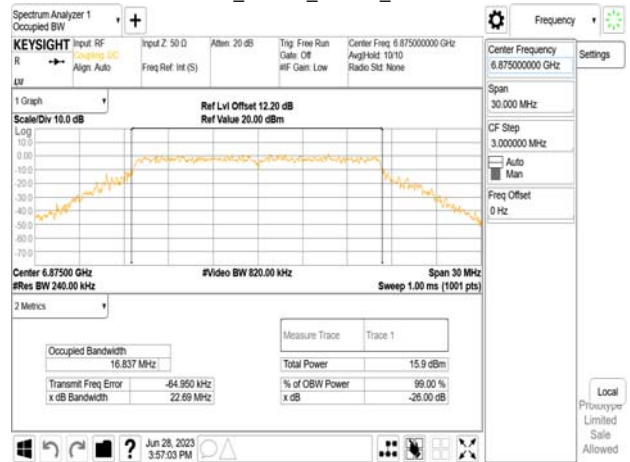 Spectrum Analyzer 1
Occupied BW
KEYSIGHT
R
Input: RF
Coupling: DC
Align: Auto
Input Z: 50 Ω
Freq Ref: Int (S)
Atten: 20 dB
Trig: Free Run
Gate: Off
#IF Gain: Low
Center Freq: 6.875000000 GHz
Avg|Hold: 10/10
Radio Std: None
1 Graph
Scale/Div 10.0 dB
Ref Lvl Offset 12.20 dB
Ref Value 20.00 dBm
Log
10.0
0.00
-10.0
-20.0
-30.0
-40.0
-50.0
-60.0
-70.0
Center 6.87500 GHz
#Res BW 240.00 kHz
#Video BW 820.00 kHz
Span 30 MHz
Sweep 1.00 ms (1001 pts)
2 Metrics
Measure Trace Trace 1
Occupied Bandwidth
16.837 MHz
Total Power 15.9 dBm
Transmit Freq Error -64.950 kHz
% of OBW Power 99.00 %
x dB Bandwidth 22.69 MHz
x dB -26.00 dB
Jun 28, 2023
3:57:03 PM
Frequency
Center Frequency
6.875000000 GHz
Settings
Span
30.000 MHz
CF Step
3.000000 MHz
Auto
Man
Freq Offset
0 Hz
Local
Prototype
Limited
Sale
Allowed